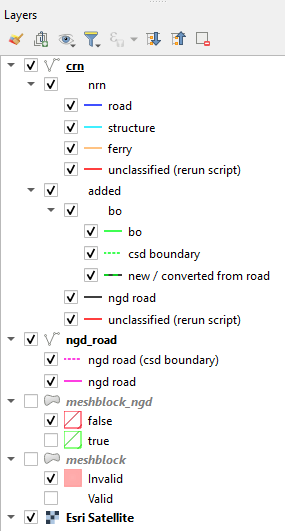 Layers
crn
nrn
road
structure
ferry
unclassified (rerun script)
added
bo
bo
csd boundary
new / converted from road
ngd road
unclassified (rerun script)
ngd_road
ngd road (csd boundary)
ngd road
meshblock_ngd
false
true
meshblock
Invalid
Valid
Esri Satellite